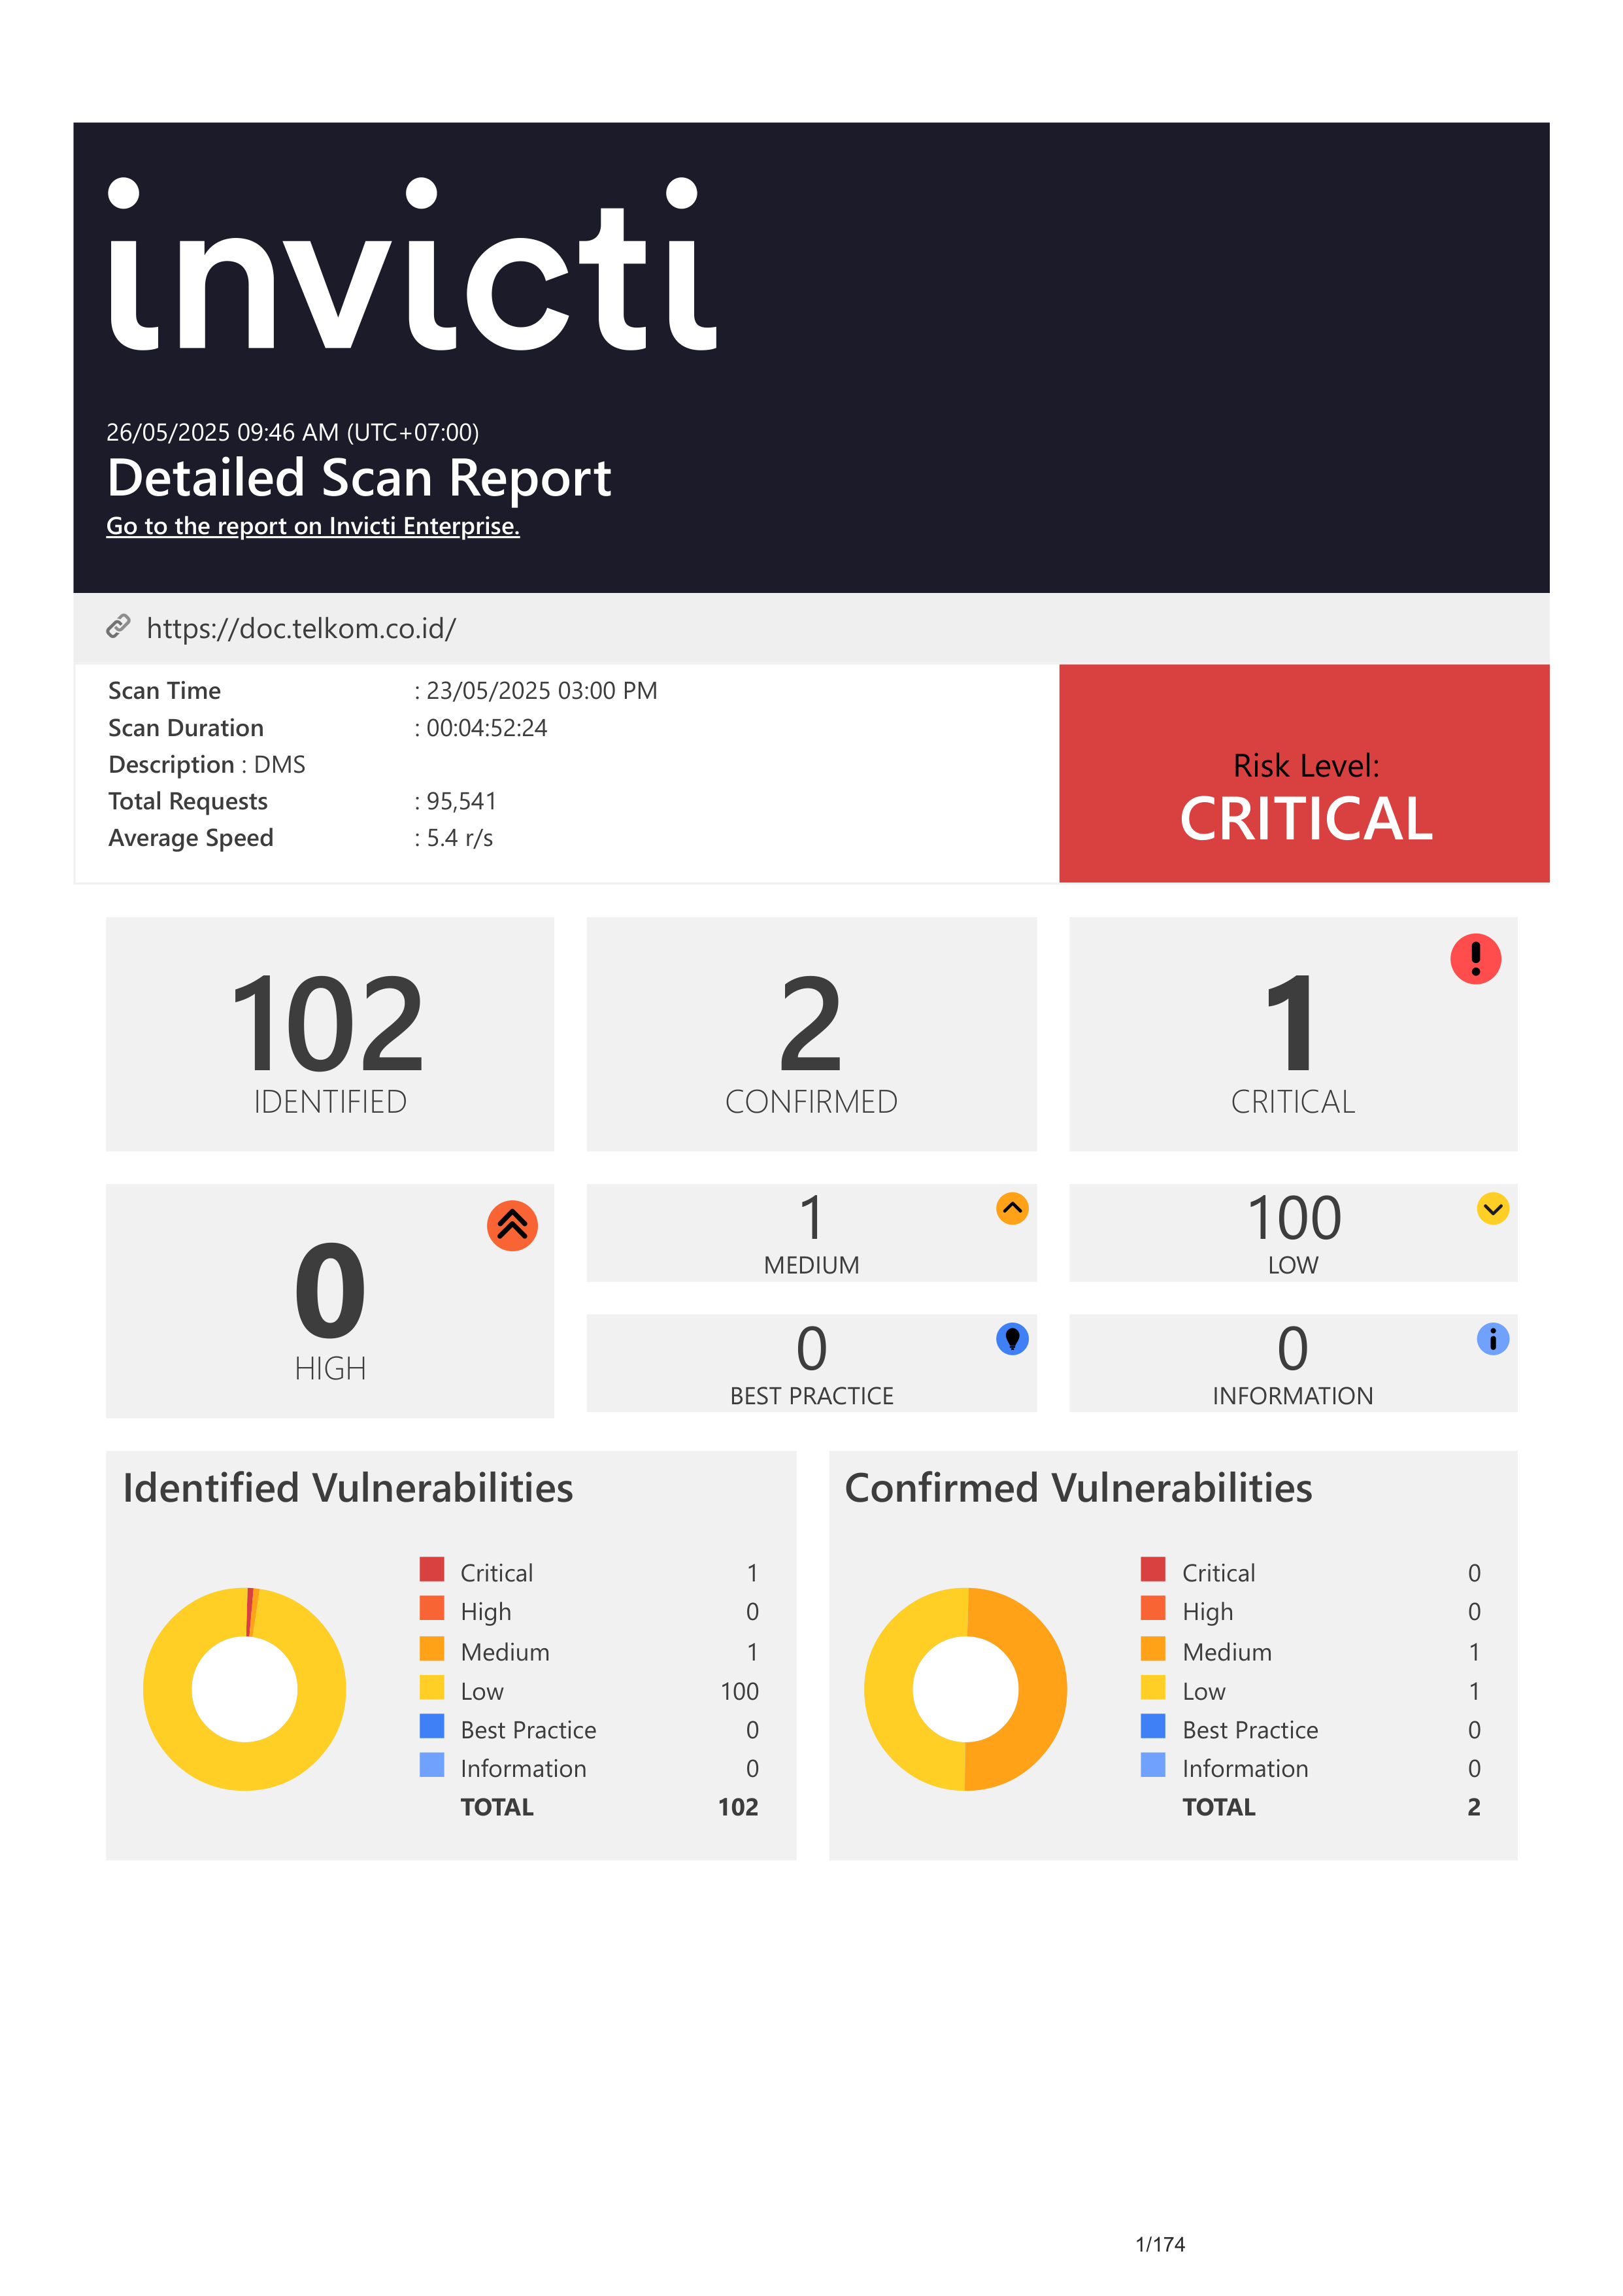 invicti
26/05/2025 09:46 AM (UTC+07:00)
Detailed Scan Report
Go to the report on Invicti Enterprise.
https://doc.telkom.co.id/
Scan Time : 23/05/2025 03:00 PM
Scan Duration : 00:04:52:24
Description : DMS
Total Requests : 95,541
Average Speed : 5.4 r/s
Risk Level:
CRITICAL
102
IDENTIFIED
2
CONFIRMED
1
CRITICAL
0
HIGH
1
MEDIUM
100
LOW
0
BEST PRACTICE
0
INFORMATION
Identified Vulnerabilities
Critical 1
High 0
Medium 1
Low 100
Best Practice 0
Information 0
TOTAL 102
Confirmed Vulnerabilities
Critical 0
High 0
Medium 1
Low 1
Best Practice 0
Information 0
TOTAL 2
1/174